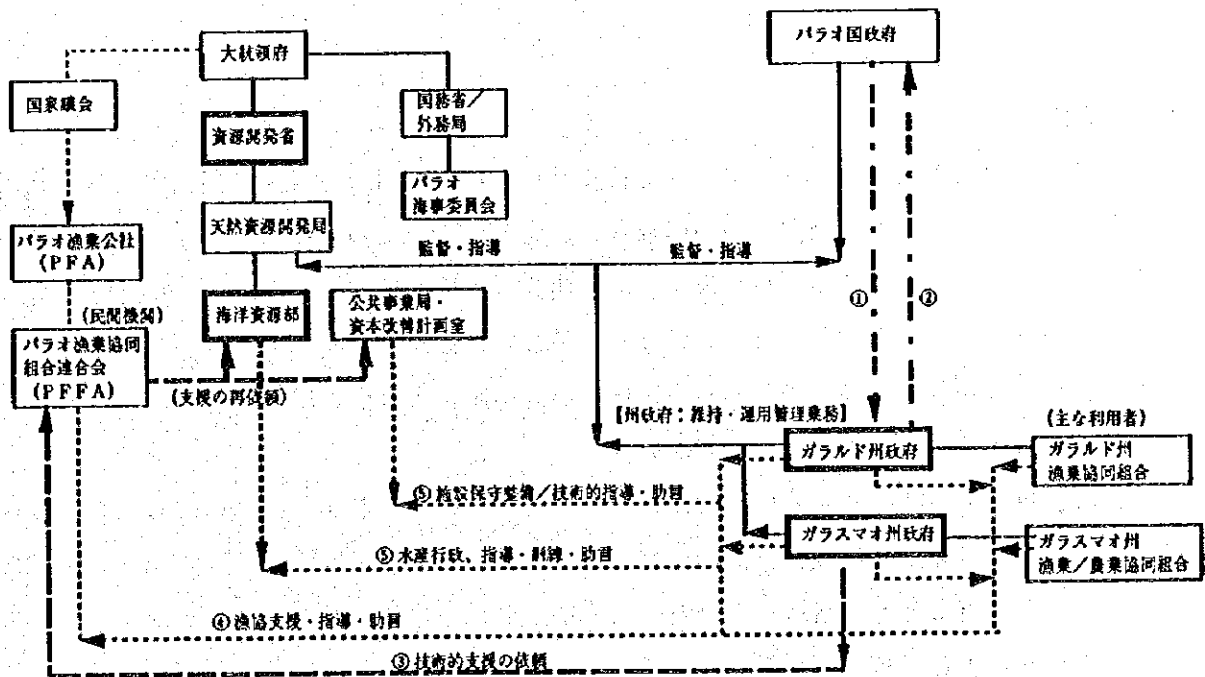 パラオ国政府
大統領府
国家議会
国務省／
外務局
資源開発省
パラオ
海事委員会
天然資源開発局
パラオ漁業公社
(PFA)
監督・指導
監督・指導
①
②
(民間機関)
海洋資源部
公共事業局・
資本改善計画室
パラオ漁業協同
組合連合会
(PFFA)
(支援の再依頼)
【州政府：維持・運用管理業務】
(主な利用者)
ガラルド州政府
ガラルド州
漁業協同組合
⑤施設保守整備／技術的指導・助言
ガラスマオ州政府
ガラスマオ州
漁業／農業協同組合
⑤水産行政、指導・訓練・助言
④漁協支援・指導・助言
③技術的支援の依頼